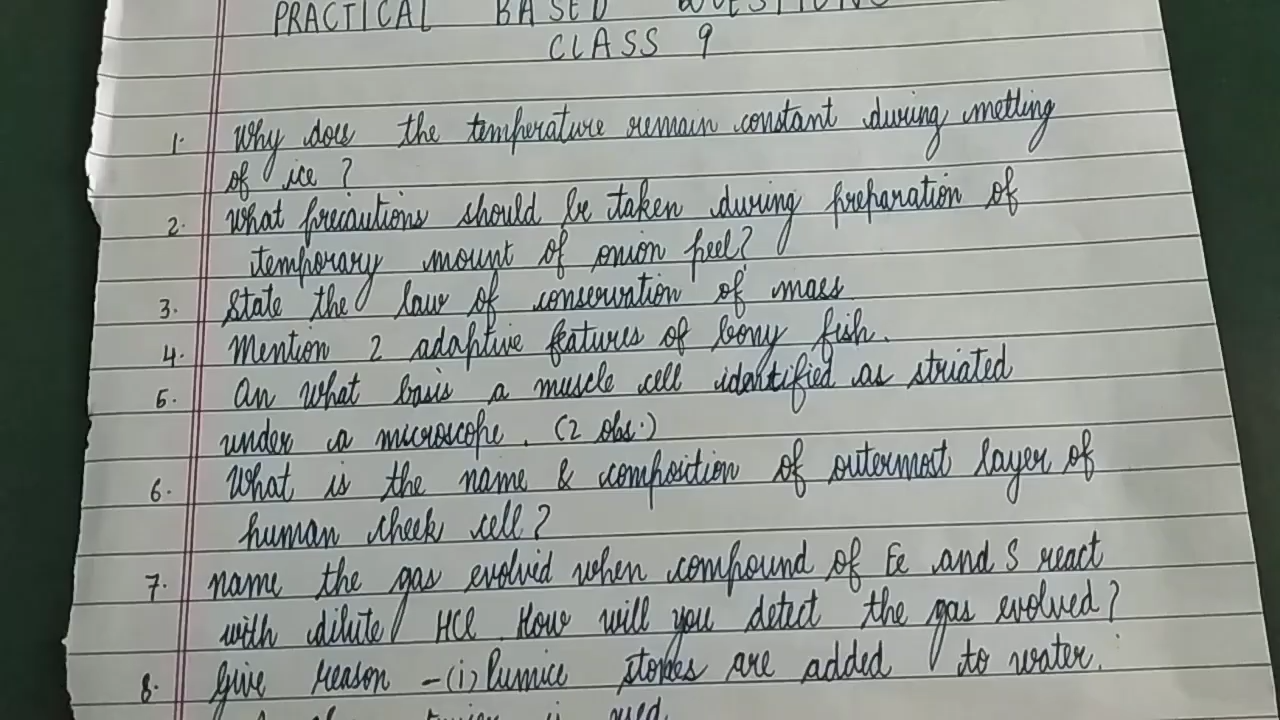 PRACTICAL BASED QUESTIONS
CLASS 9
1. Why does the temperature remain constant during melting
of ice ?
2. What precautions should be taken during preparation of
temporary mount of onion peel?
3. State the law of conservation of mass
4. Mention 2 adaptive features of bony fish.
5. On what basis a muscle cell identified as striated
under a microscope. (2 obs.)
6. What is the name & composition of outermost layer of
human cheek cell ?
7. name the gas evolved when compound of Fe and S react
with dilute HCl. How will you detect the gas evolved?
8. Give reason -(i) Pumice stones are added to water.
used.